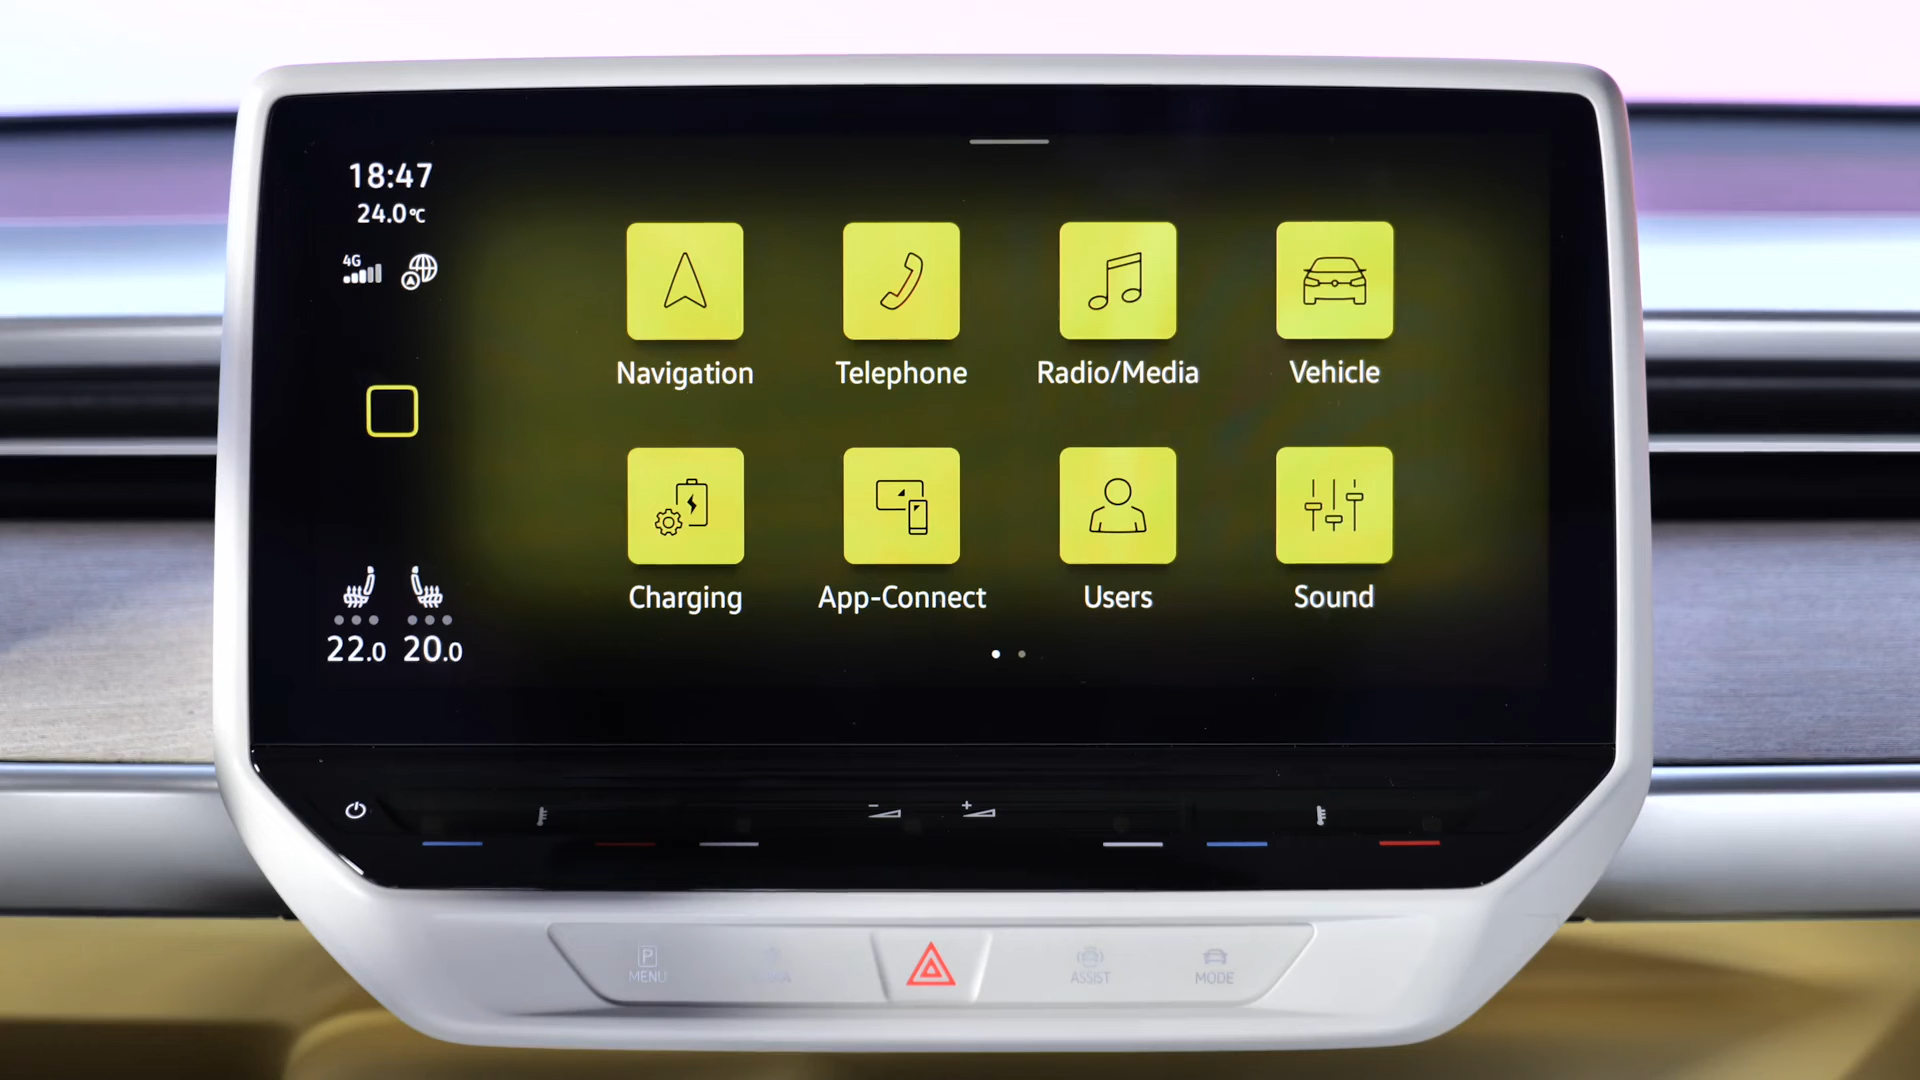 18:47
24.0°C
4G
A
Navigation
Telephone
Radio/Media
Vehicle
Charging
App-Connect
Users
Sound
22.0 20.0
- +
P
MENU
ASSIST
MODE